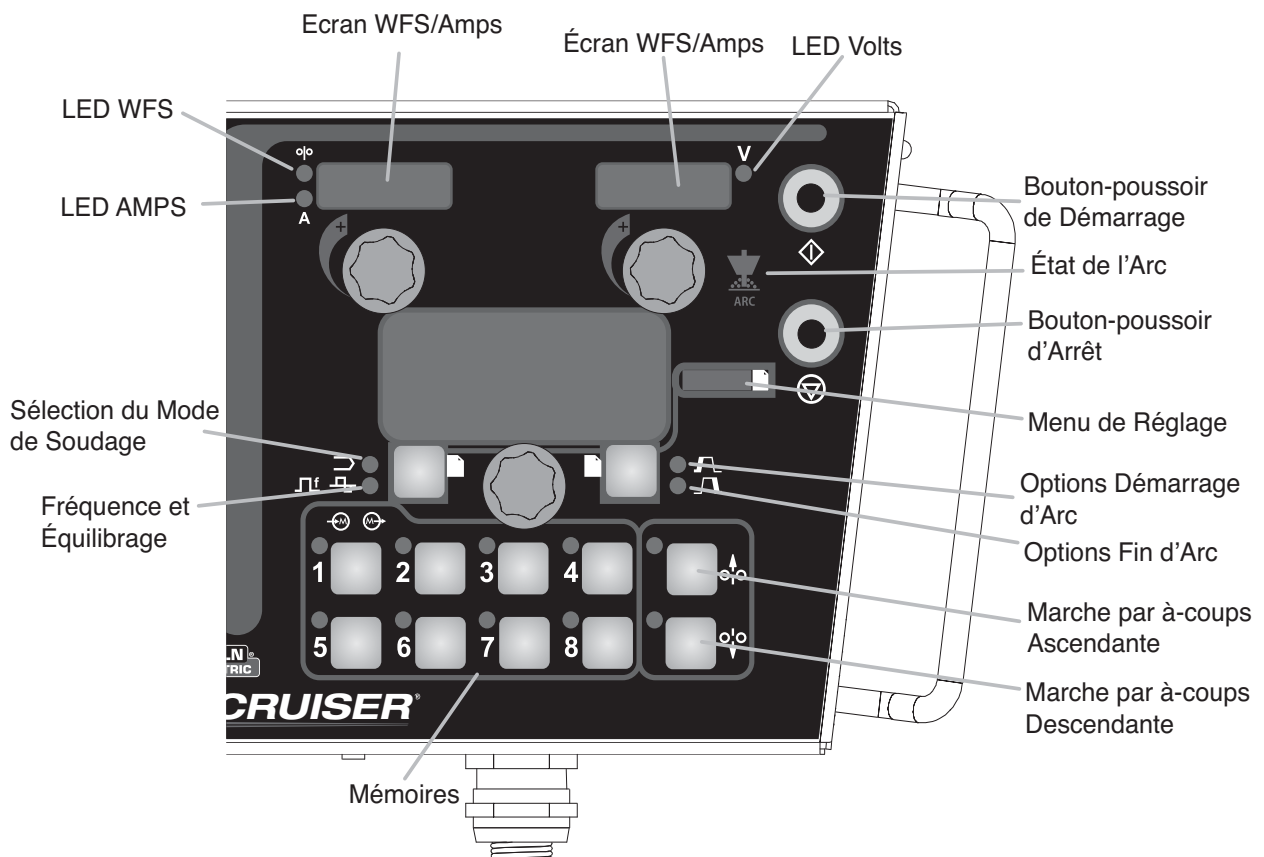 Ecran WFS/Amps
Écran WFS/Amps
LED Volts
LED WFS
LED AMPS
V
A
+
+
ARC
Bouton-poussoir
de Démarrage
État de l’Arc
Bouton-poussoir
d’Arrêt
Menu de Réglage
Sélection du Mode
de Soudage
Fréquence et
Équilibrage
f
M
M
Options Démarrage
d’Arc
Options Fin d’Arc
1
2
3
4
5
6
7
8
Marche par à-coups
Ascendante
Marche par à-coups
Descendante
LN®
TRIC
CRUISER®
Mémoires